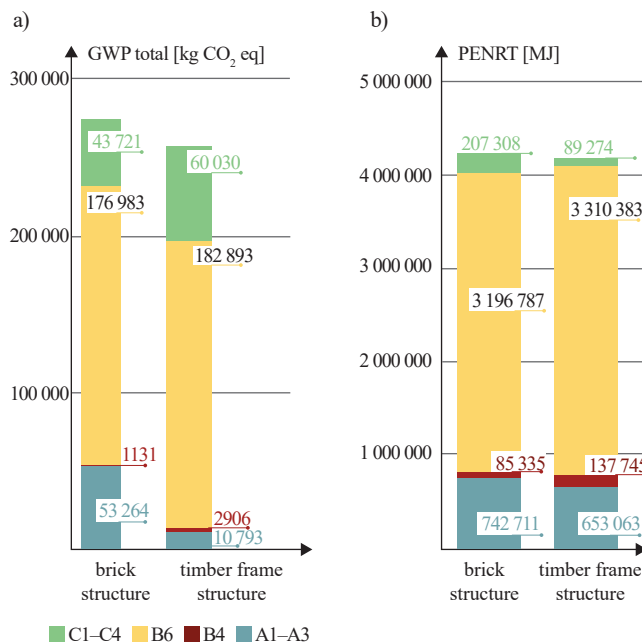 a)
GWP total [kg CO₂ eq]
300 000
200 000
100 000
43 721
176 983
1131
53 264
60 030
182 893
2906
10 793
brick
structure
timber frame
structure
b)
PENRT [MJ]
5 000 000
4 000 000
3 000 000
2 000 000
1 000 000
207 308
3 196 787
85 335
742 711
89 274
3 310 383
137 745
653 063
brick
structure
timber frame
structure
C1–C4 B6 B4 A1–A3